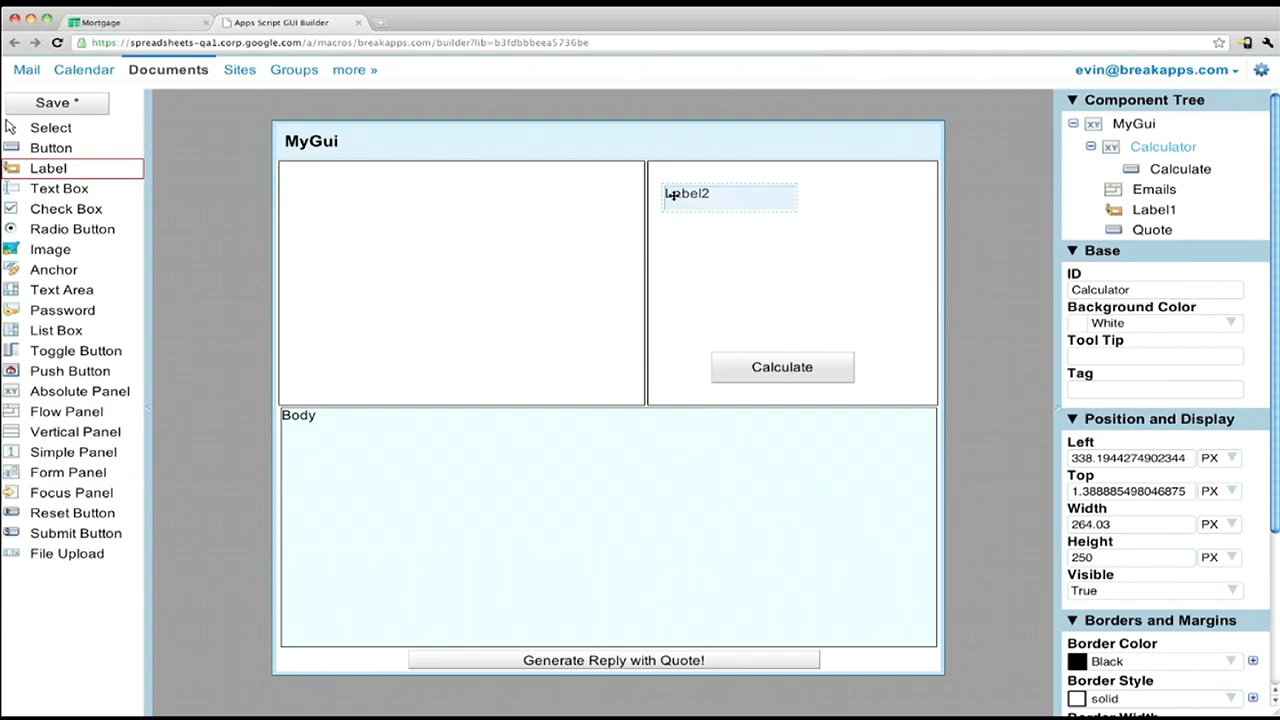 Mortgage
Apps Script GUI Builder
https://spreadsheets-qa1.corp.google.com/a/macros/breakapps.com/builder?lib=b3fdbbbeea5736be
Mail Calendar Documents Sites Groups more »
evin@breakapps.com
Save *
Select
Button
Label
Text Box
Check Box
Radio Button
Image
Anchor
Text Area
Password
List Box
Toggle Button
Push Button
Absolute Panel
Flow Panel
Vertical Panel
Simple Panel
Form Panel
Focus Panel
Reset Button
Submit Button
File Upload
MyGui
Label2
Calculate
Body
Generate Reply with Quote!
Component Tree
XY MyGui
XY Calculator
Calculate
Emails
Label1
Quote
Base
ID
Calculator
Background Color
White
Tool Tip
Tag
Position and Display
Left
338.1944274902344 PX
Top
1.388885498046875 PX
Width
264.03 PX
Height
250 PX
Visible
True
Borders and Margins
Border Color
Black
Border Style
solid